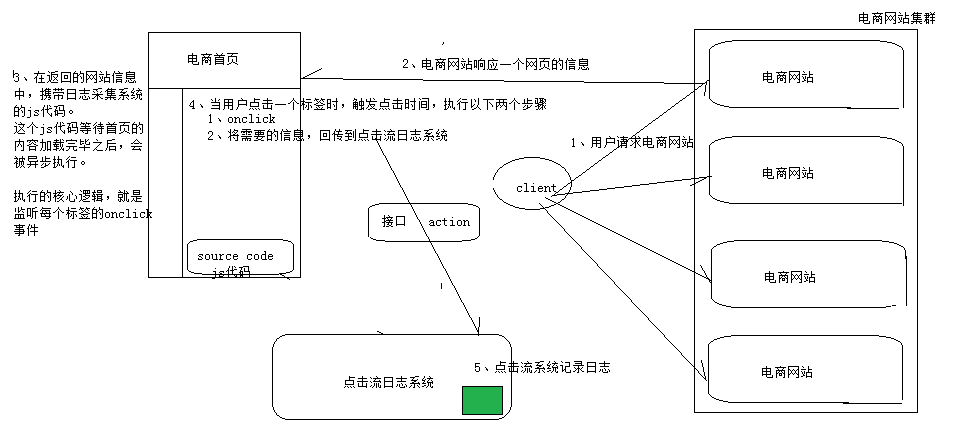 电商网站集群
电商首页
2、电商网站响应一个网页的信息
电商网站
3、在返回的网站信息
中，携带日志采集系统
的js代码。
这个js代码等待首页的
内容加载完毕之后，会
被异步执行。
执行的核心逻辑，就是
监听每个标签的onclick
事件
4、当用户点击一个标签时，触发点击时间，执行以下两个步骤
1、onclick
2、将需要的信息，回传到点击流日志系统
1、用户请求电商网站
电商网站
client
接口 action
source code
js代码
电商网站
5、点击流系统记录日志
点击流日志系统
电商网站